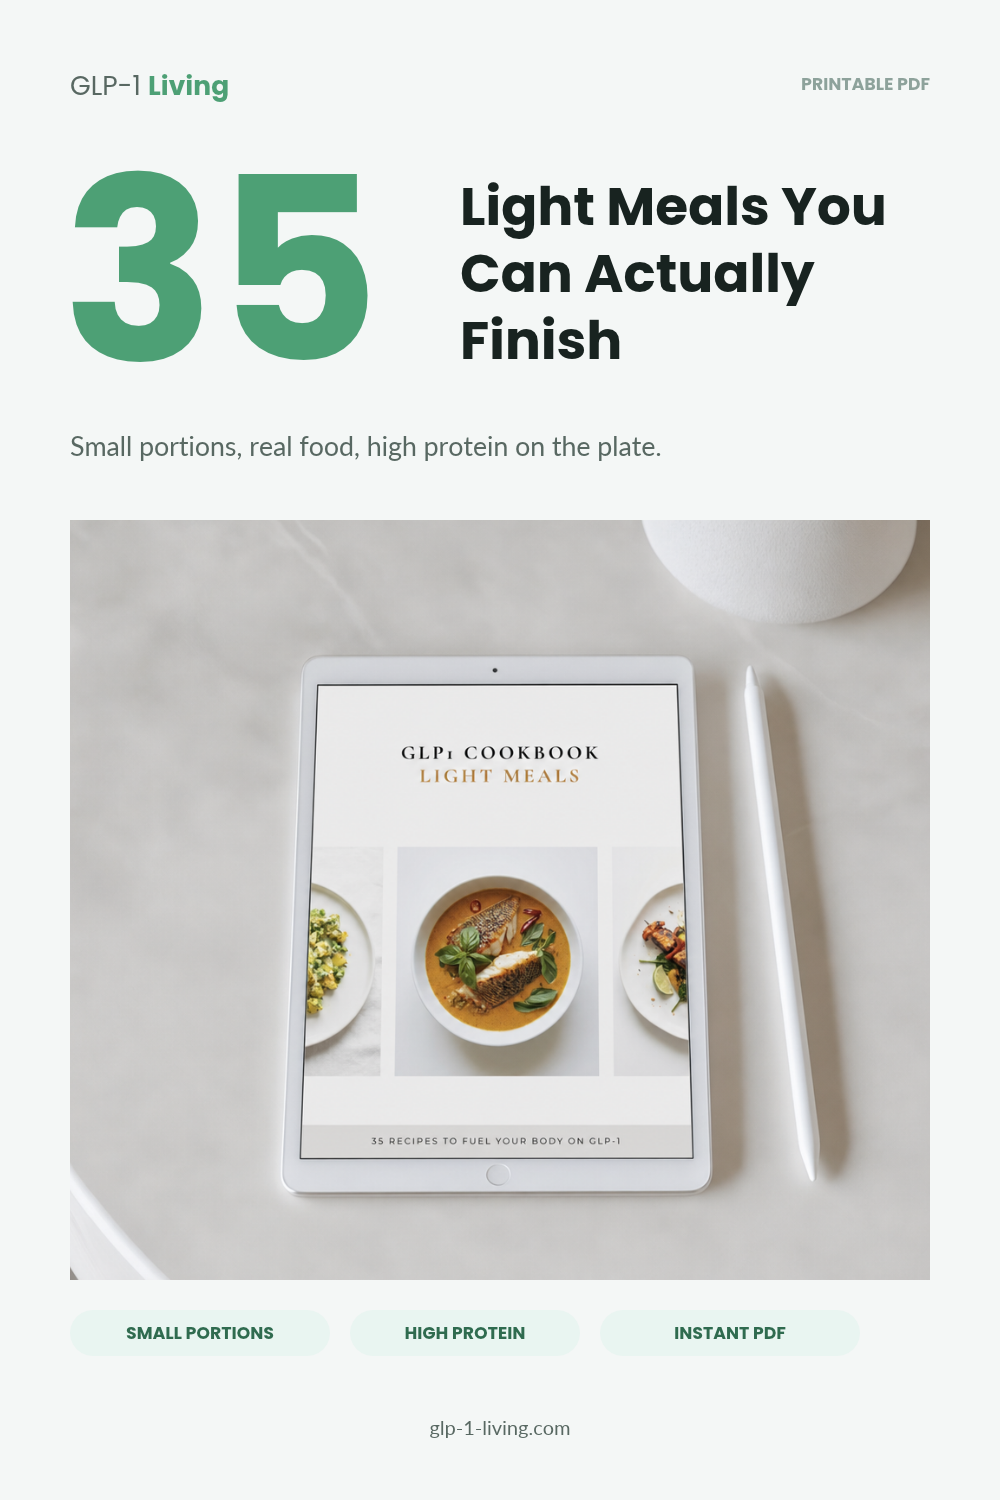 GLP-1 Living
PRINTABLE PDF
35
Light Meals You
Can Actually
Finish
Small portions, real food, high protein on the plate.
GLP1 COOKBOOK
LIGHT MEALS
35 RECIPES TO FUEL YOUR BODY ON GLP-1
SMALL PORTIONS
HIGH PROTEIN
INSTANT PDF
glp-1-living.com